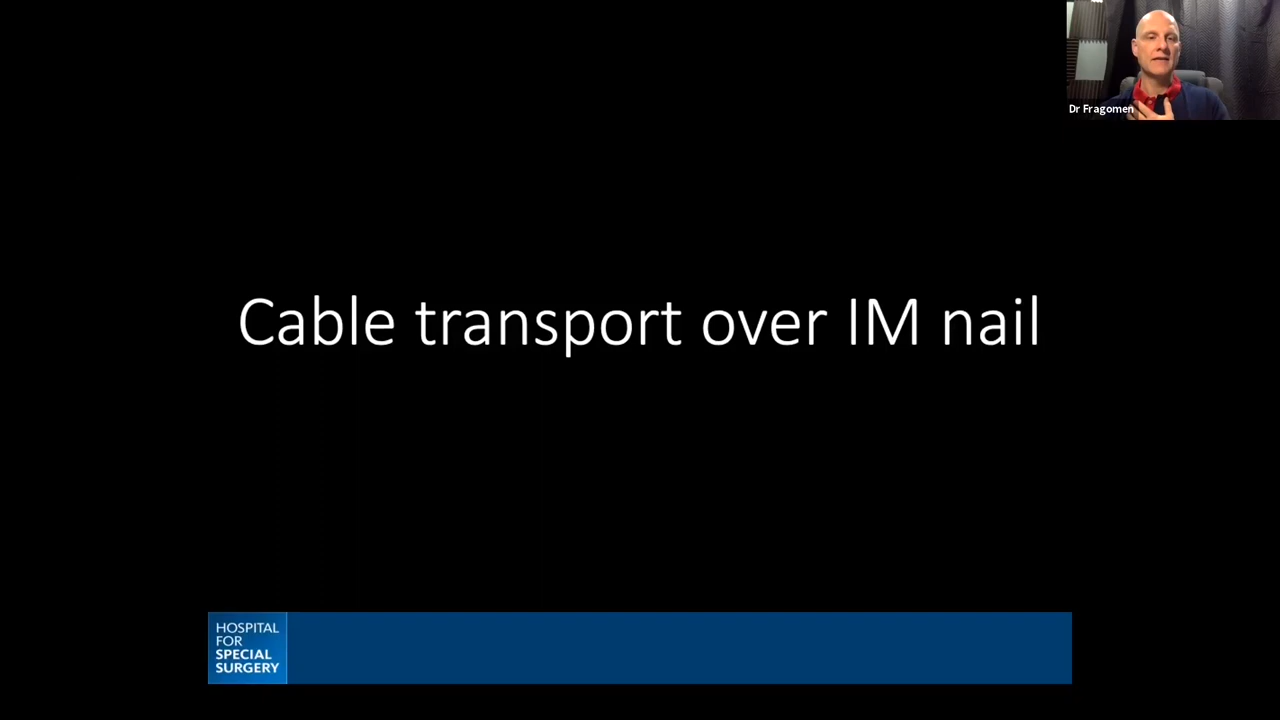 Dr Fragomen
Cable transport over IM nail
HOSPITAL
FOR
SPECIAL
SURGERY